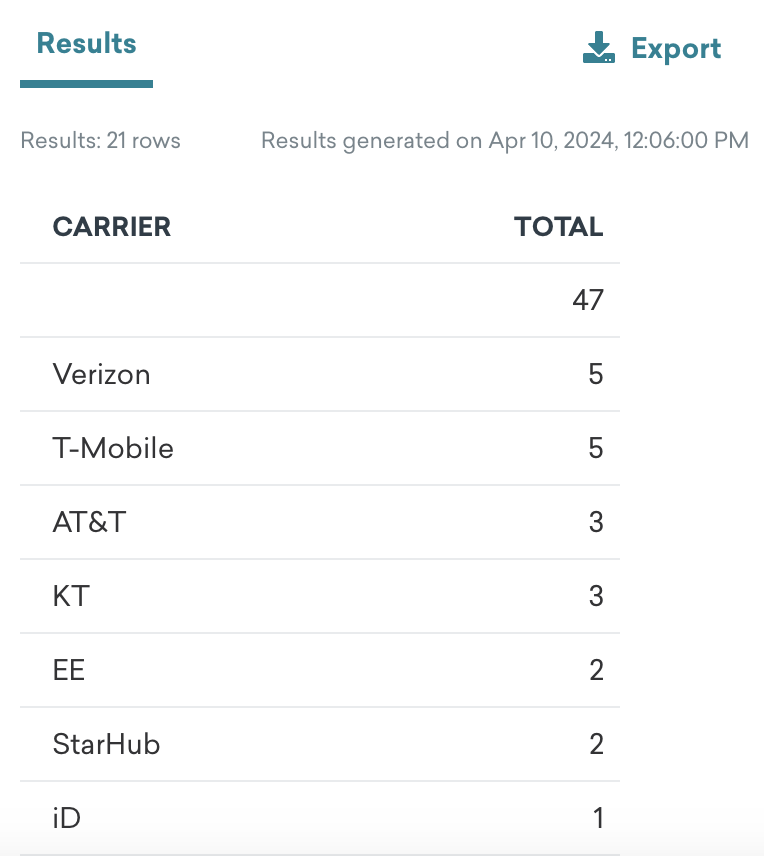 Results
Export
Results: 21 rows Results generated on Apr 10, 2024, 12:06:00 PM
CARRIER TOTAL
47
Verizon 5
T-Mobile 5
AT&T 3
KT 3
EE 2
StarHub 2
iD 1